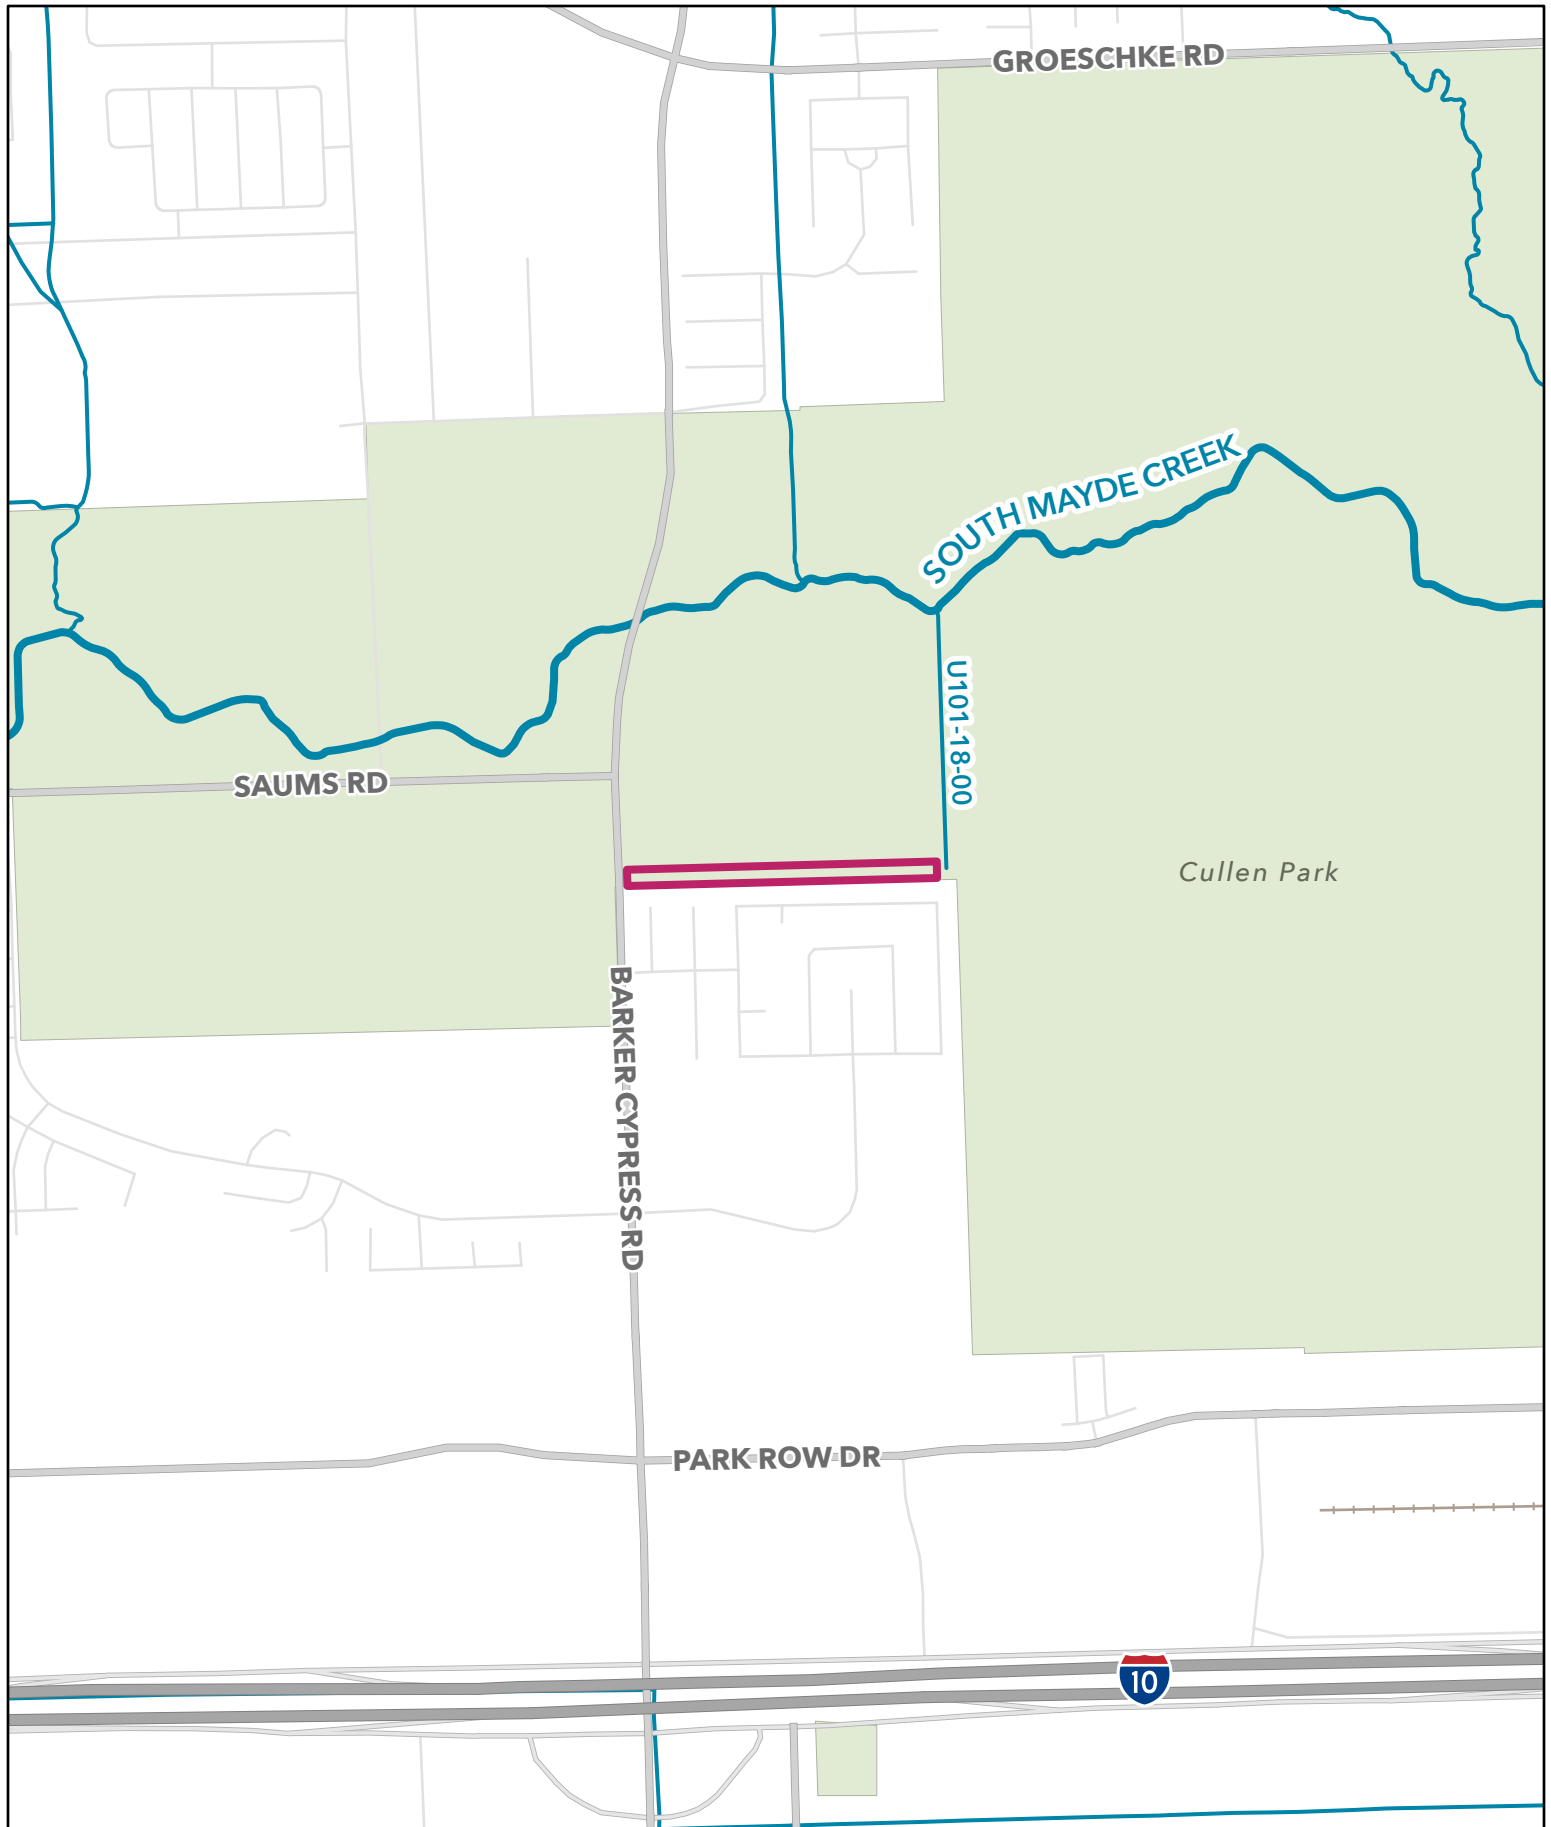 GROESCHKE RD
SOUTH MAYDE CREEK
U101-18-00
SAUMS RD
Cullen Park
BARKER CYPRESS RD
PARK ROW DR
10